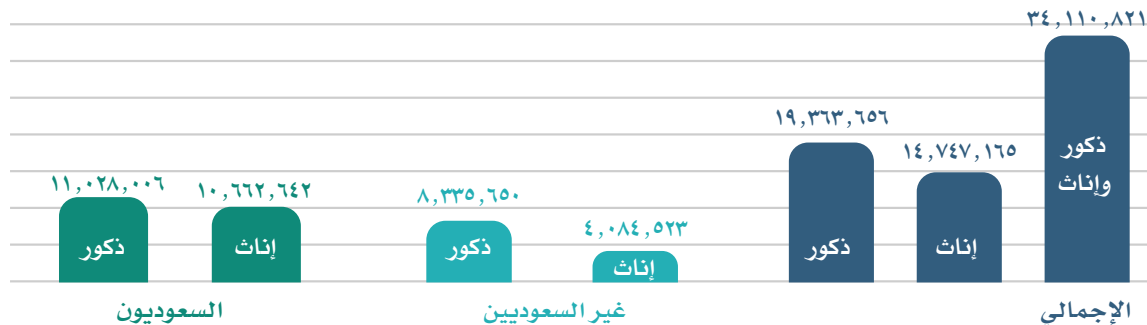 ٣٤,١١٠,٨٢١
ذكور
وإناث
١٤,٧٤٧,١٦٥
إناث
١٩,٣٦٣,٦٥٦
ذكور
الإجمالى
٤,٠٨٤,٥٢٣
إناث
٨,٣٣٥,٦٥٠
ذكور
غير السعوديين
١٠,٦٦٢,٦٤٢
إناث
١١,٠٢٨,٠٠٦
ذكور
السعوديون